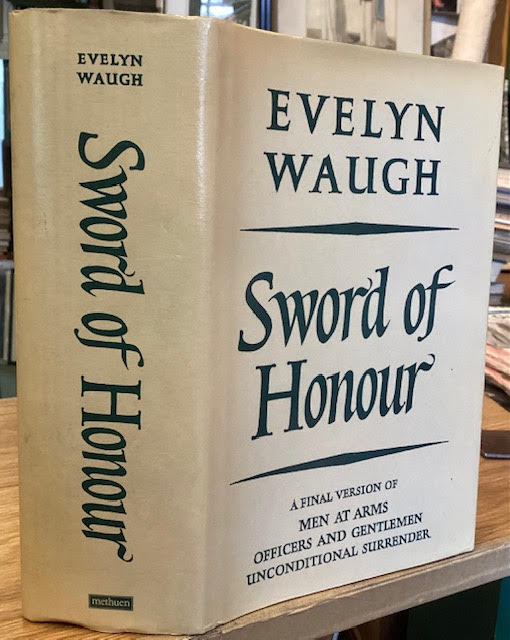 EVELYN
WAUGH
Sword of Honour
methuen
EVELYN
WAUGH
Sword of
Honour
A FINAL VERSION OF
MEN AT ARMS
OFFICERS AND GENTLEMEN
UNCONDITIONAL SURRENDER